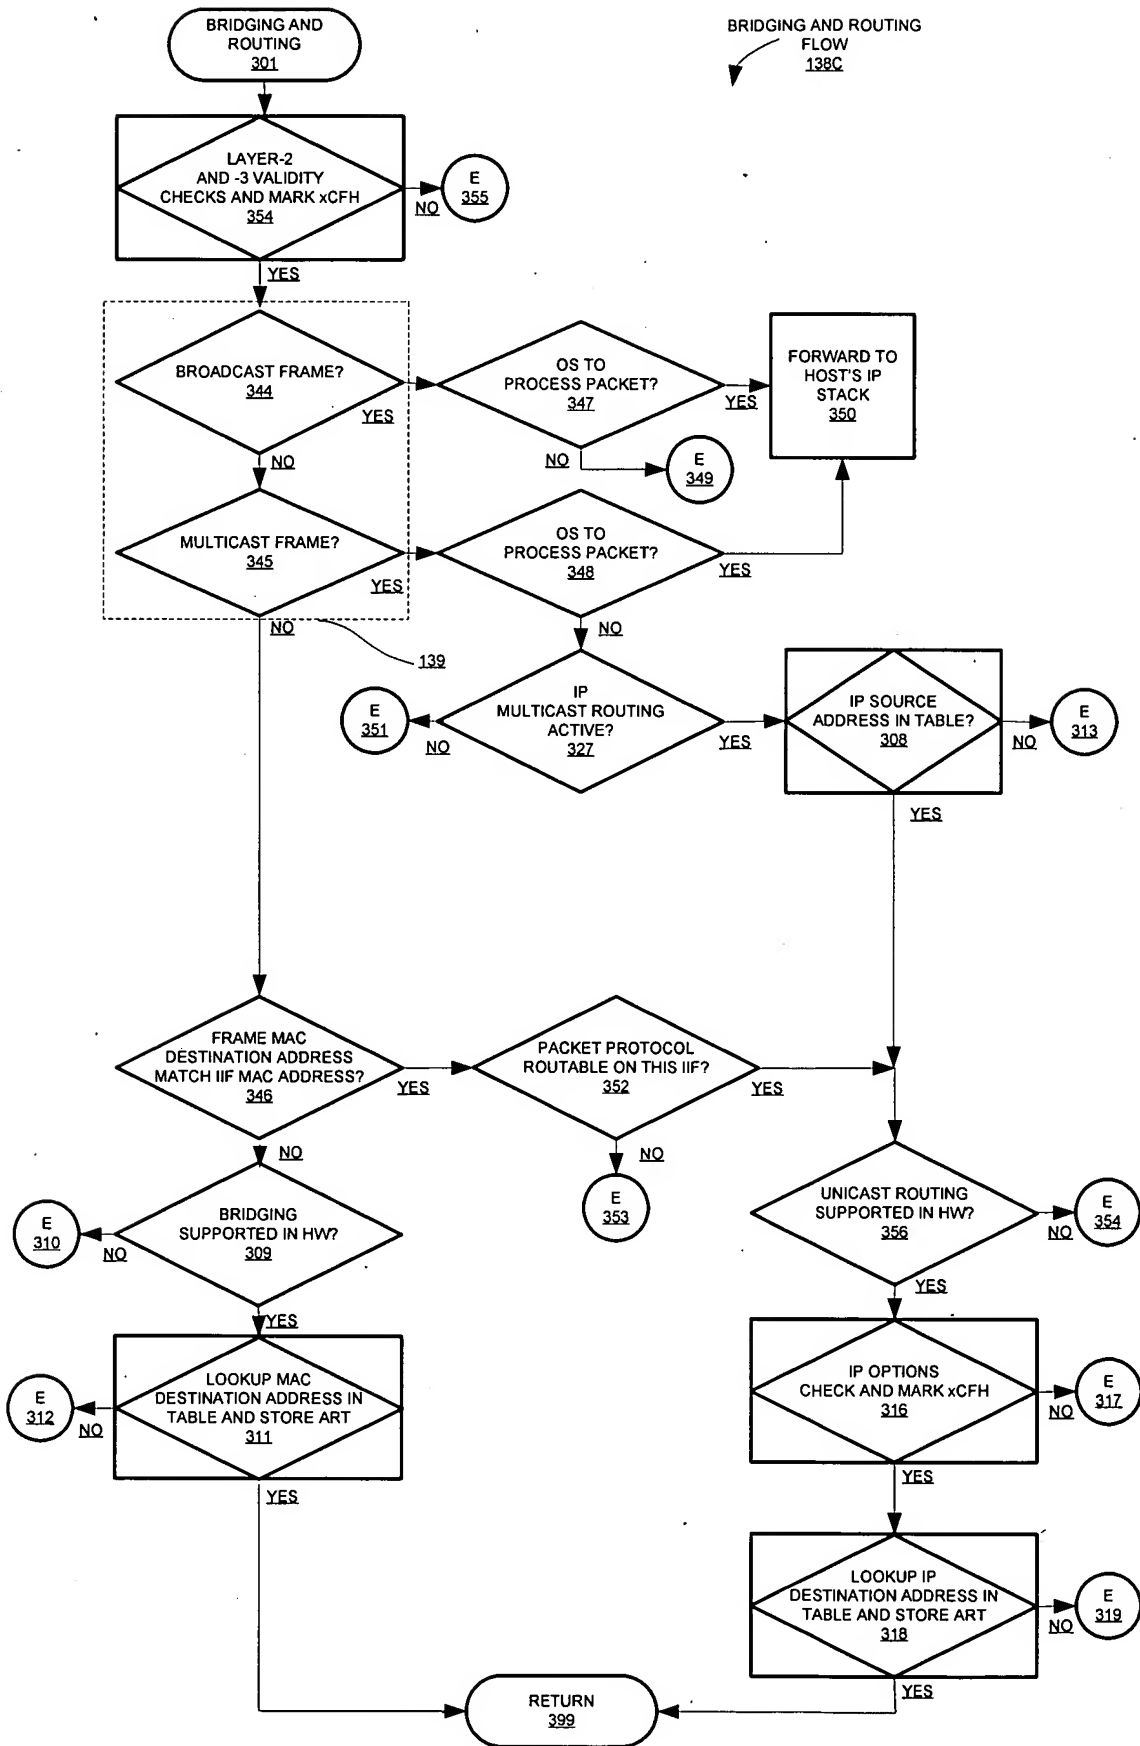 BRIDGING AND
ROUTING
301
BRIDGING AND ROUTING
FLOW
138C
LAYER-2
AND -3 VALIDITY
CHECKS AND MARK xCFH
354
NO
E
355
YES
BROADCAST FRAME?
344
YES
OS TO
PROCESS PACKET?
347
YES
FORWARD TO
HOST'S IP
STACK
350
NO
NO
E
349
MULTICAST FRAME?
345
YES
OS TO
PROCESS PACKET?
348
YES
NO
139
NO
E
351
NO
IP
MULTICAST ROUTING
ACTIVE?
327
YES
IP SOURCE
ADDRESS IN TABLE?
308
NO
E
313
YES
FRAME MAC
DESTINATION ADDRESS
MATCH IIF MAC ADDRESS?
346
YES
PACKET PROTOCOL
ROUTABLE ON THIS IIF?
352
YES
NO
NO
E
353
E
310
NO
BRIDGING
SUPPORTED IN HW?
309
UNICAST ROUTING
SUPPORTED IN HW?
356
NO
E
354
YES
YES
E
312
NO
LOOKUP MAC
DESTINATION ADDRESS IN
TABLE AND STORE ART
311
IP OPTIONS
CHECK AND MARK xCFH
316
NO
E
317
YES
YES
LOOKUP IP
DESTINATION ADDRESS IN
TABLE AND STORE ART
318
NO
E
319
YES
RETURN
399